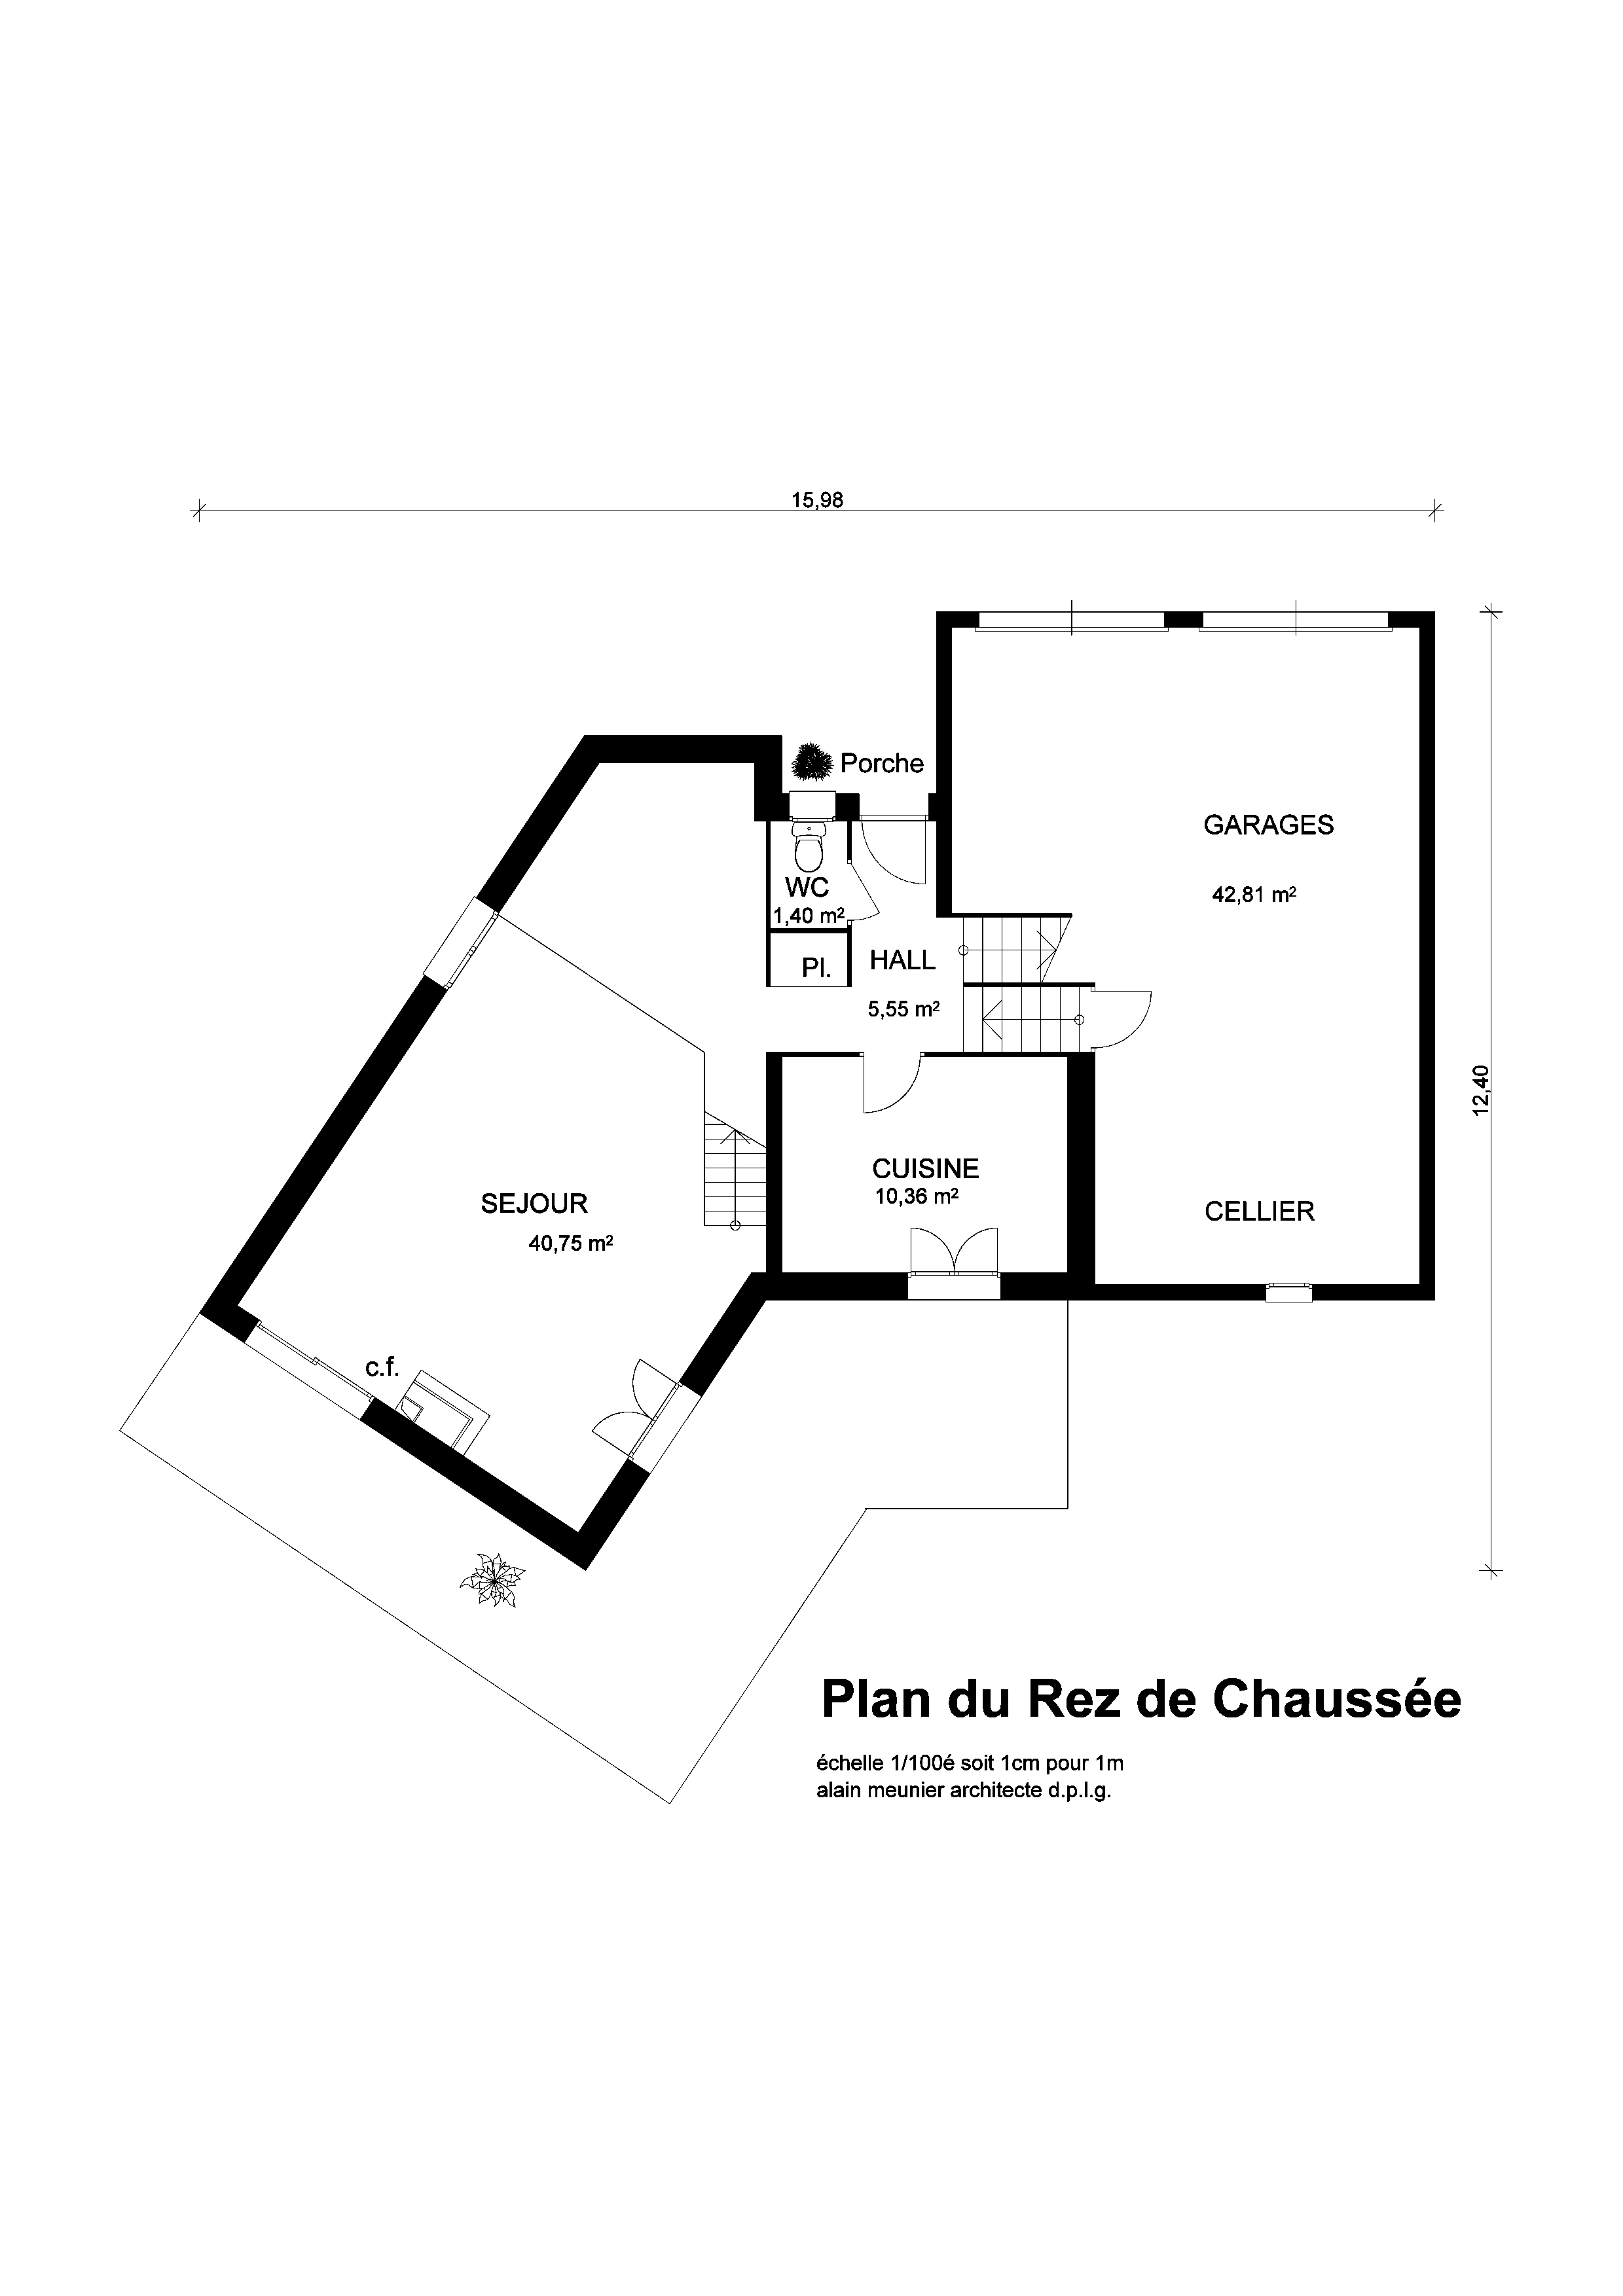 15,98
Porche
GARAGES
42,81 m²
WC
1,40 m²
Pl.
HALL
5,55 m²
12,40
CUISINE
10,36 m²
SEJOUR
40,75 m²
CELLIER
c.f.
Plan du Rez de Chaussée
échelle 1/100é soit 1cm pour 1m
alain meunier architecte d.p.l.g.